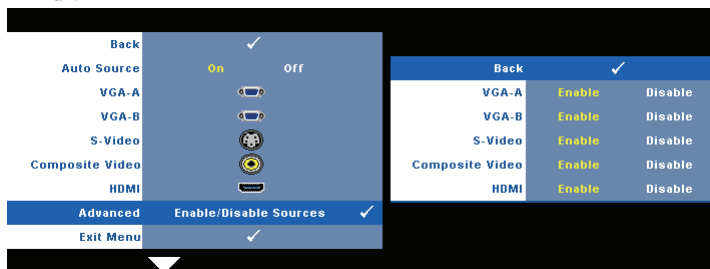 Back
Auto Source On Off
VGA-A
VGA-B
S-Video
Composite Video
HDMI
Advanced Enable/Disable Sources
Exit Menu
Back
VGA-A Enable Disable
VGA-B Enable Disable
S-Video Enable Disable
Composite Video Enable Disable
HDMI Enable Disable